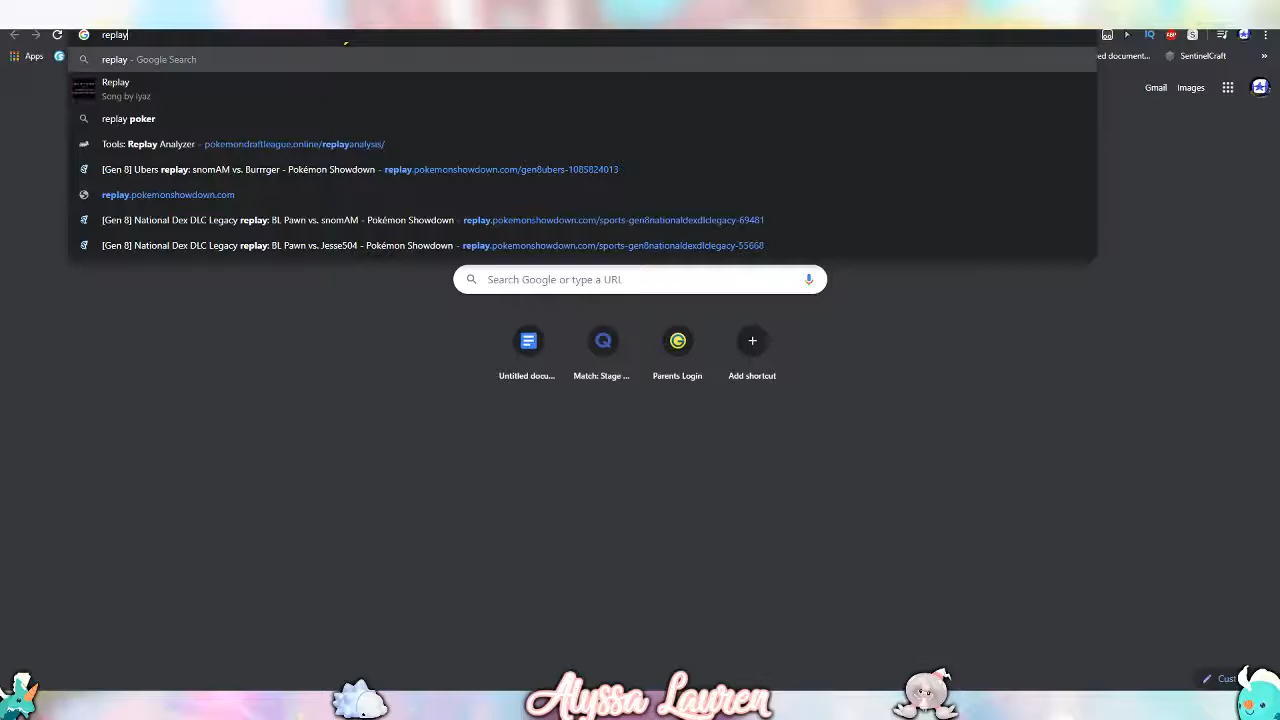 replay
Apps
ed document...
SentinelCraft
»
replay - Google Search
Replay
Song by Iyaz
replay poker
Tools: Replay Analyzer - pokemondraftleague.online/replayanalysis/
[Gen 8] Ubers replay: snomAM vs. Burrrger - Pokémon Showdown - replay.pokemonshowdown.com/gen8ubers-1085824013
replay.pokemonshowdown.com
[Gen 8] National Dex DLC Legacy replay: BL Pawn vs. snomAM - Pokémon Showdown - replay.pokemonshowdown.com/sports-gen8nationaldexdlclegacy-69481
[Gen 8] National Dex DLC Legacy replay: BL Pawn vs. Jesse504 - Pokémon Showdown - replay.pokemonshowdown.com/sports-gen8nationaldexdlclegacy-55668
Gmail Images
Search Google or type a URL
Untitled docu... Match: Stage ... Parents Login Add shortcut
Cust
Alyssa Lauren